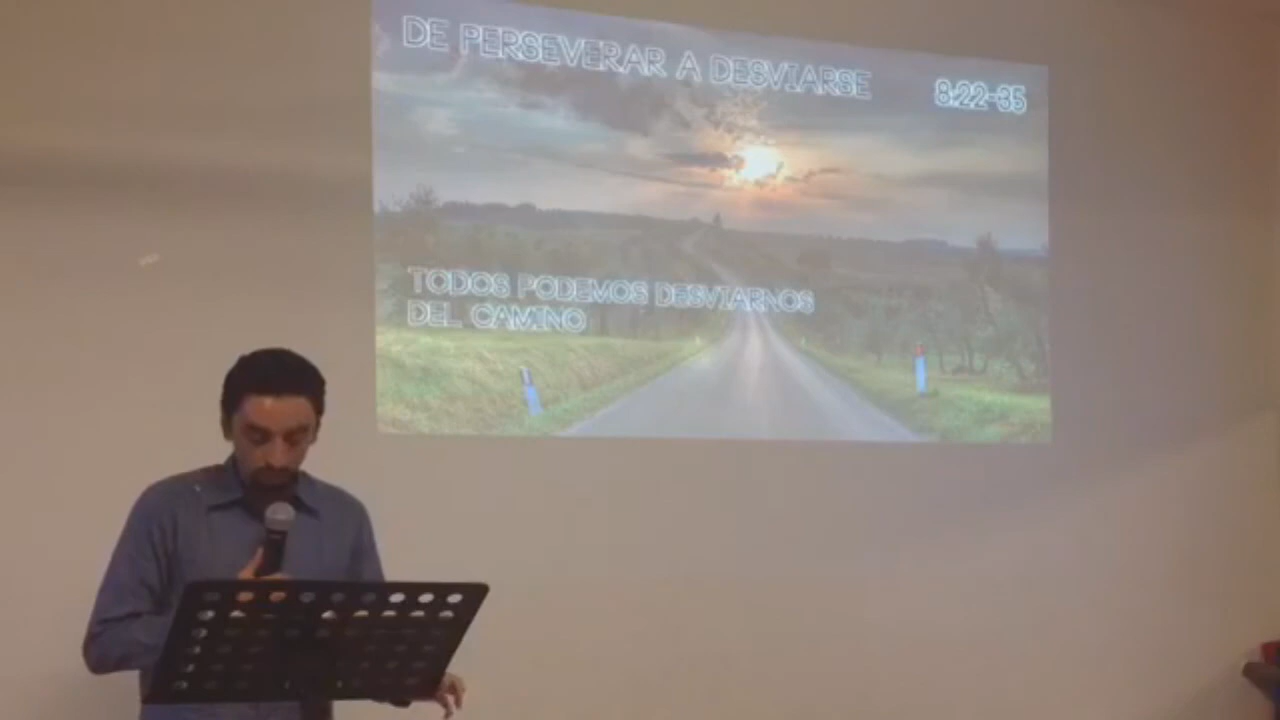 DE PERSEVERAR A DESVIARSE 8:22-35
TODOS PODEMOS DESVIARNOS
DEL CAMINO